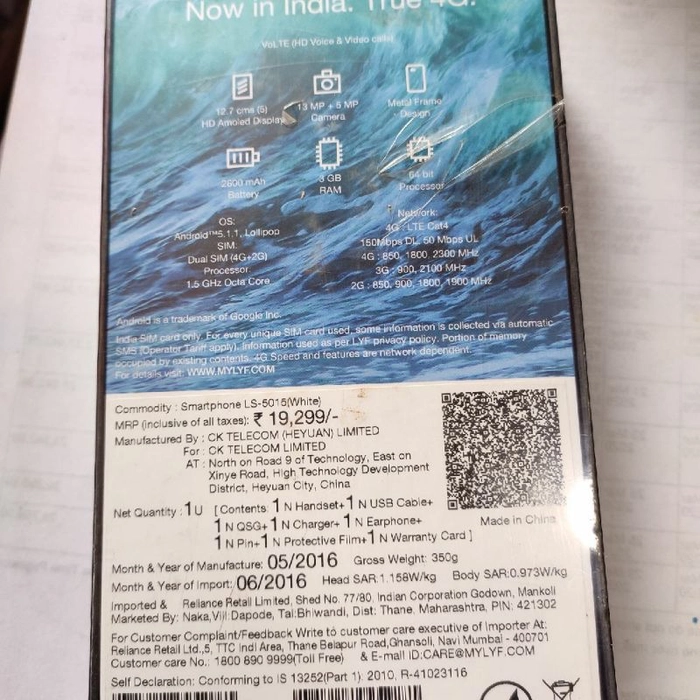 Now in India. True 4G.
VoLTE (HD Voice & Video calls)
12.7 cms (5)
HD Amoled Display
13 MP + 5 MP
Camera
Metal Frame
Design
2800 mAh
Battery
3 GB
RAM
64 bit
Processor
OS:
Android™5.1.1, Lollipop
SIM:
Dual SIM (4G+2G)
Processor:
1.5 GHz Octa Core
Network:
4G : LTE Cat4
150Mbps DL, 50 Mbps UL
4G : 850, 1800, 2300 MHz
3G : 900, 2100 MHz
2G : 850, 900, 1800, 1900 MHz
Android is a trademark of Google Inc.
India SIM card only. For every unique SIM card used, some information is collected via automatic
SMS (Operator Tariff apply). Information used as per LYF privacy policy. Portion of memory
occupied by existing contents. 4G Speed and features are network dependent.
For details visit: WWW.MYLYF.COM
Commodity : Smartphone LS-5015(White)
MRP (inclusive of all taxes): ₹ 19,299/-
Manufactured By : CK TELECOM (HEYUAN) LIMITED
For : CK TELECOM LIMITED
AT : North on Road 9 of Technology, East on
Xinye Road, High Technology Development
District, Heyuan City, China
Net Quantity : 1U [ Contents: 1 N Handset+1 N USB Cable+
1 N QSG+1 N Charger+ 1 N Earphone+
1 N Pin+1 N Protective Film+1 N Warranty Card ]
Made in China
Month & Year of Manufacture: 05/2016 Gross Weight: 350g
Month & Year of Import: 06/2016 Head SAR:1.158W/kg Body SAR:0.973W/kg
Imported & Reliance Retail Limited, Shed No. 77/80, Indian Corporation Godown, Mankoli
Marketed By: Naka,Vill:Dapode, Tal:Bhiwandi, Dist: Thane, Maharashtra, PIN: 421302
For Customer Complaint/Feedback Write to customer care executive of Importer At:
Reliance Retail Ltd.,5, TTC Indl Area, Thane Belapur Road,Ghansoli, Navi Mumbai - 400701
Customer care No.: 1800 890 9999(Toll Free) & E-mail ID:CARE@MYLYF.COM
Self Declaration: Conforming to IS 13252(Part 1): 2010, R-41023116